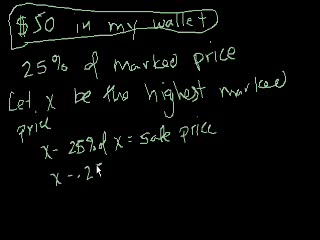 $50 in my wallet
25% of marked price
Let x be the highest marked
price
x - 25% of x = sale price
x - .25